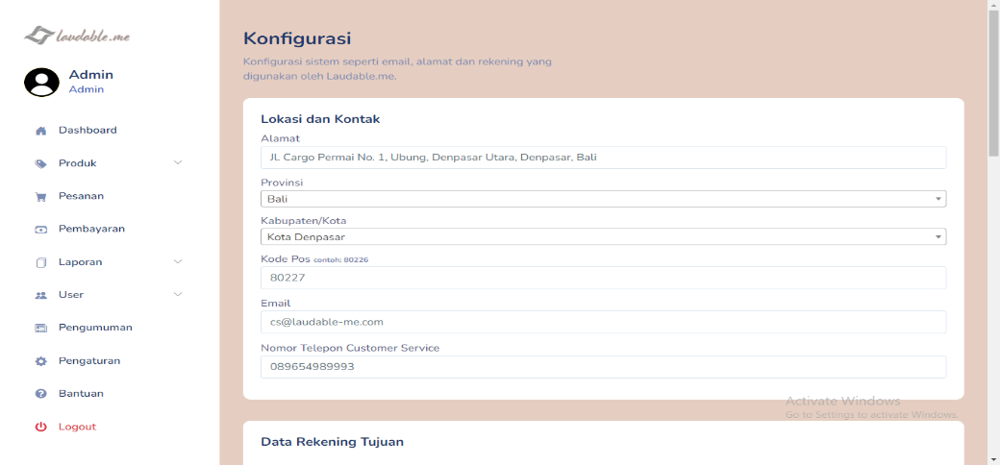 laudable.me
Admin
Admin
Dashboard
Produk
Pesanan
Pembayaran
Laporan
User
Pengumuman
Pengaturan
Bantuan
Logout
Konfigurasi
Konfigurasi sistem seperti email, alamat dan rekening yang
digunakan oleh Laudable.me.
Lokasi dan Kontak
Alamat
Jl. Cargo Permai No. 1, Ubung, Denpasar Utara, Denpasar, Bali
Provinsi
Bali
Kabupaten/Kota
Kota Denpasar
Kode Pos contoh: 80226
80227
Email
cs@laudable-me.com
Nomor Telepon Customer Service
089654989993
Activate Windows
Go to Settings to activate Windows.
Data Rekening Tujuan